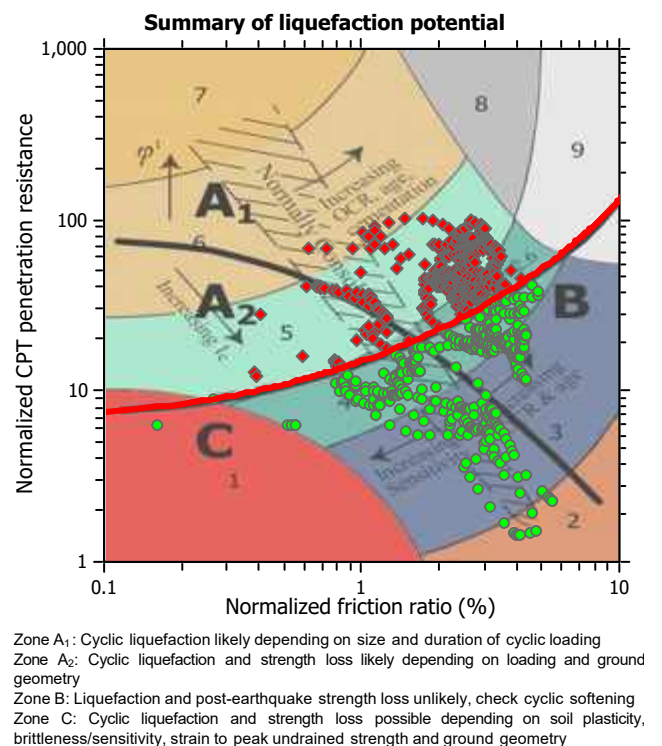 Summary of liquefaction potential
1,000
100
10
1
Normalized CPT penetration resistance
7
8
9
φ'
A1
Normally
Increasing
OCR, age,
6
A2
Increasing
5
B
C
1
3
2
Increasing
Sensitivity
0.1
1
10
Normalized friction ratio (%)
Zone A1: Cyclic liquefaction likely depending on size and duration of cyclic loading
Zone A2: Cyclic liquefaction and strength loss likely depending on loading and ground
geometry
Zone B: Liquefaction and post-earthquake strength loss unlikely, check cyclic softening
Zone C: Cyclic liquefaction and strength loss possible depending on soil plasticity,
brittleness/sensitivity, strain to peak undrained strength and ground geometry